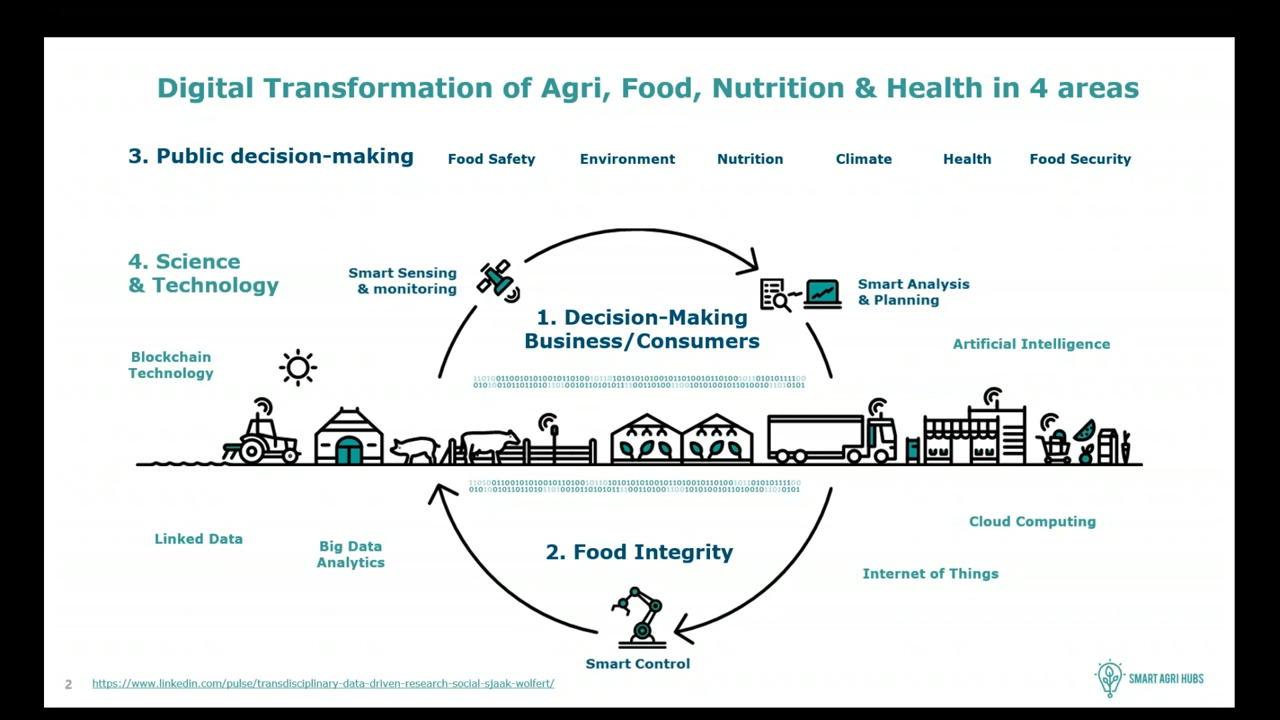 Digital Transformation of Agri, Food, Nutrition & Health in 4 areas
3. Public decision-making
Food Safety
Environment
Nutrition
Climate
Health
Food Security
4. Science
& Technology
Smart Sensing
& monitoring
Smart Analysis
& Planning
1. Decision-Making
Business/Consumers
Blockchain
Technology
Artificial Intelligence
Linked Data
Big Data
Analytics
2. Food Integrity
Cloud Computing
Internet of Things
Smart Control
2
https://www.linkedin.com/pulse/transdisciplinary-data-driven-research-social-sjaak-wolfert/
SMART AGRI HUBS